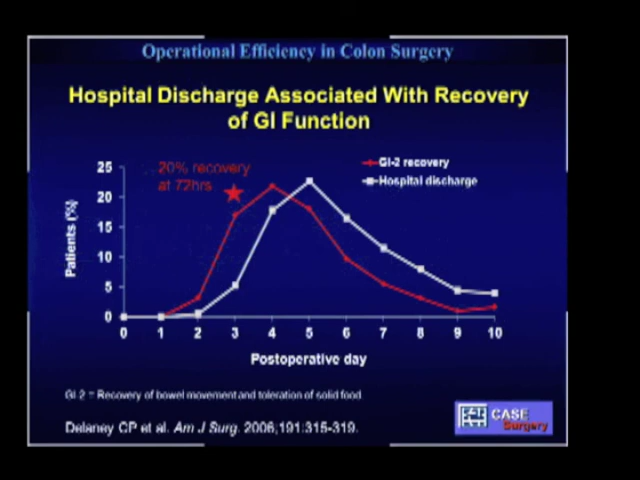 Operational Efficiency in Colon Surgery
Hospital Discharge Associated With Recovery
of GI Function
20% recovery
at 72hrs
GI-2 recovery
Hospital discharge
Patients (%)
25
20
15
10
5
0
0 1 2 3 4 5 6 7 8 9 10
Postoperative day
GI 2 = Recovery of bowel movement and toleration of solid food
Delaney CP et al. Am J Surg. 2006;191:315-319.
CASE
Surgery